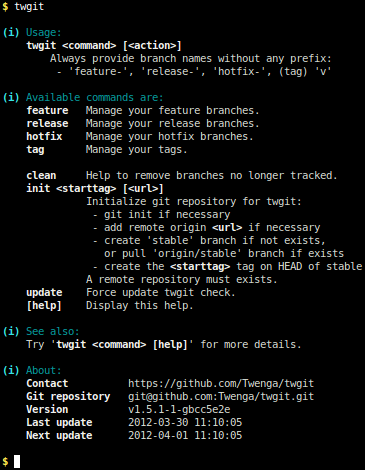 $ twgit
(i) Usage:
twgit <command> [<action>]
Always provide branch names without any prefix:
- 'feature-', 'release-', 'hotfix-', (tag) 'v'
(i) Available commands are:
feature Manage your feature branches.
release Manage your release branches.
hotfix Manage your hotfix branches.
tag Manage your tags.
clean Help to remove branches no longer tracked.
init <starttag> [<url>]
Initialize git repository for twgit:
- git init if necessary
- add remote origin <url> if necessary
- create 'stable' branch if not exists,
or pull 'origin/stable' branch if exists
- create the <starttag> tag on HEAD of stable
A remote repository must exists.
update Force update twgit check.
[help] Display this help.
(i) See also:
Try 'twgit <command> [help]' for more details.
(i) About:
Contact https://github.com/Twenga/twgit
Git repository git@github.com:Twenga/twgit.git
Version v1.5.1-1-gbcc5e2e
Last update 2012-03-30 11:10:05
Next update 2012-04-01 11:10:05
$